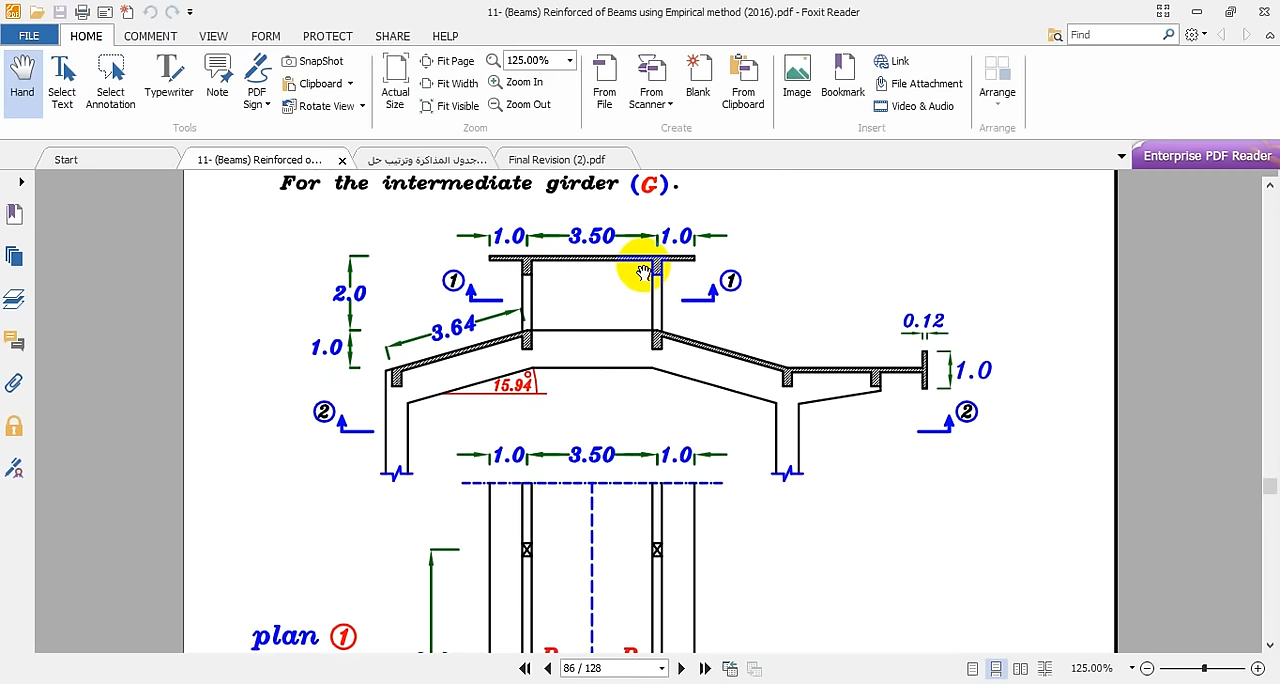 11- (Beams) Reinforced of Beams using Empirical method (2016).pdf - Foxit Reader
FILE HOME COMMENT VIEW FORM PROTECT SHARE HELP Find
Hand
Select Text
Select Annotation
Typewriter
Note
PDF Sign
SnapShot
Clipboard
Rotate View
Tools
Actual Size
Fit Page
Fit Width
Fit Visible
125.00%
Zoom In
Zoom Out
Zoom
From File
From Scanner
Blank
From Clipboard
Create
Image
Bookmark
Link
File Attachment
Video & Audio
Insert
Arrange
Arrange
Start
11- (Beams) Reinforced o...
جدول المذاكرة وترتيب حل...
Final Revision (2).pdf
Enterprise PDF Reader
For the intermediate girder (G).
1.0 3.50 1.0
1 1
2.0
3.64
0.12
1.0
1.0
15.94°
2 2
1.0 3.50 1.0
plan 1
86 / 128
125.00%